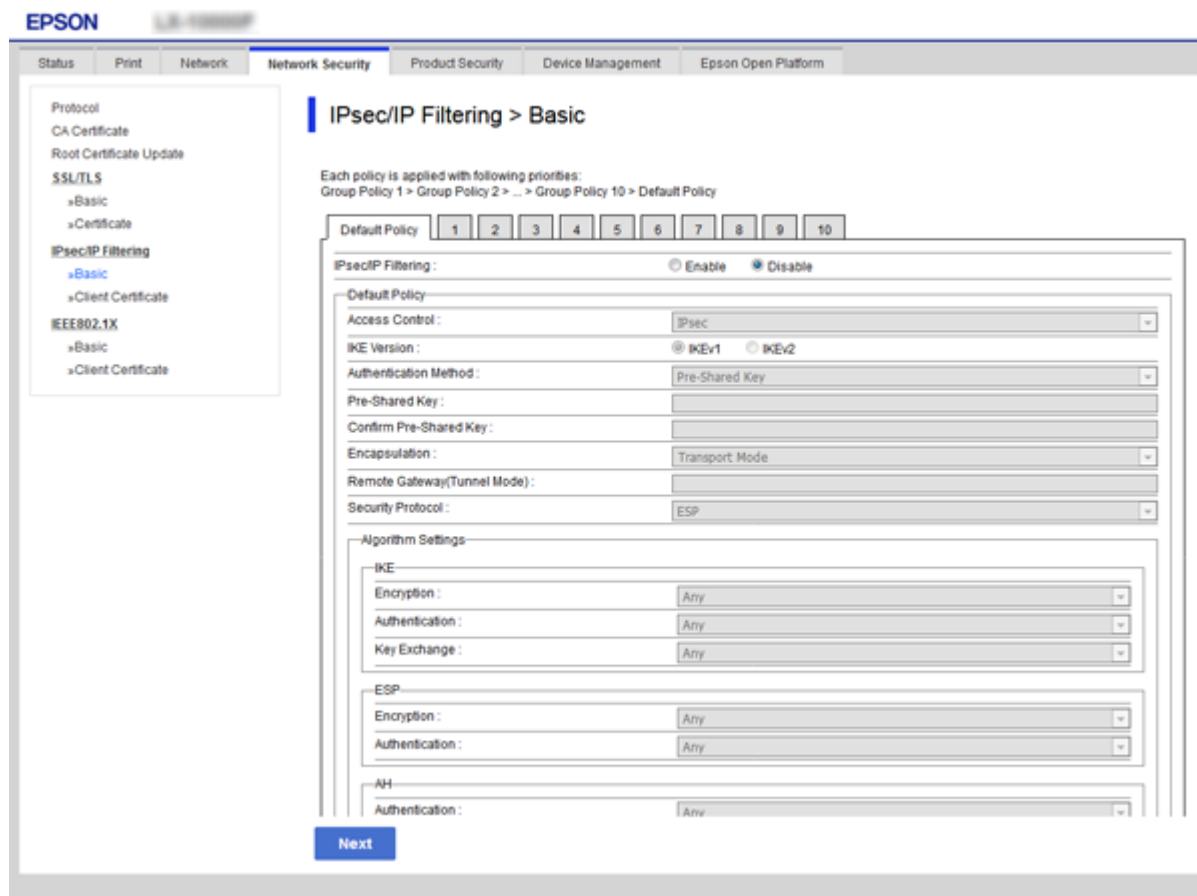 EPSON
Status Print Network Network Security Product Security Device Management Epson Open Platform
Protocol
CA Certificate
Root Certificate Update
SSL/TLS
»Basic
»Certificate
IPsec/IP Filtering
»Basic
»Client Certificate
IEEE802.1X
»Basic
»Client Certificate
IPsec/IP Filtering > Basic
Each policy is applied with following priorities:
Group Policy 1 > Group Policy 2 > ... > Group Policy 10 > Default Policy
Default Policy 1 2 3 4 5 6 7 8 9 10
IPsec/IP Filtering : Enable Disable
Default Policy
Access Control : IPsec
IKE Version : IKEv1 IKEv2
Authentication Method : Pre-Shared Key
Pre-Shared Key :
Confirm Pre-Shared Key :
Encapsulation : Transport Mode
Remote Gateway(Tunnel Mode) :
Security Protocol : ESP
Algorithm Settings
IKE
Encryption : Any
Authentication : Any
Key Exchange : Any
ESP
Encryption : Any
Authentication : Any
AH
Authentication : Any
Next